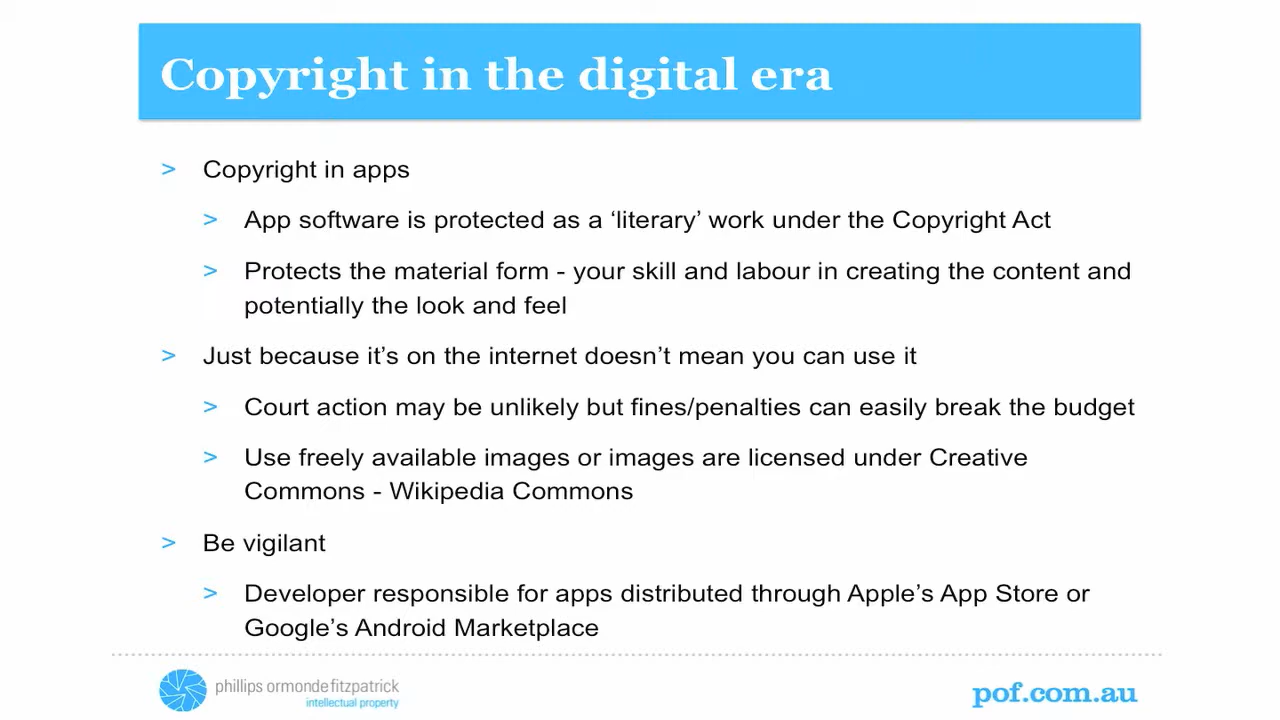 Copyright in the digital era
> Copyright in apps
> App software is protected as a ‘literary’ work under the Copyright Act
> Protects the material form - your skill and labour in creating the content and
potentially the look and feel
> Just because it’s on the internet doesn’t mean you can use it
> Court action may be unlikely but fines/penalties can easily break the budget
> Use freely available images or images are licensed under Creative
Commons - Wikipedia Commons
> Be vigilant
> Developer responsible for apps distributed through Apple’s App Store or
Google’s Android Marketplace
phillips ormonde fitzpatrick
intellectual property
pof.com.au